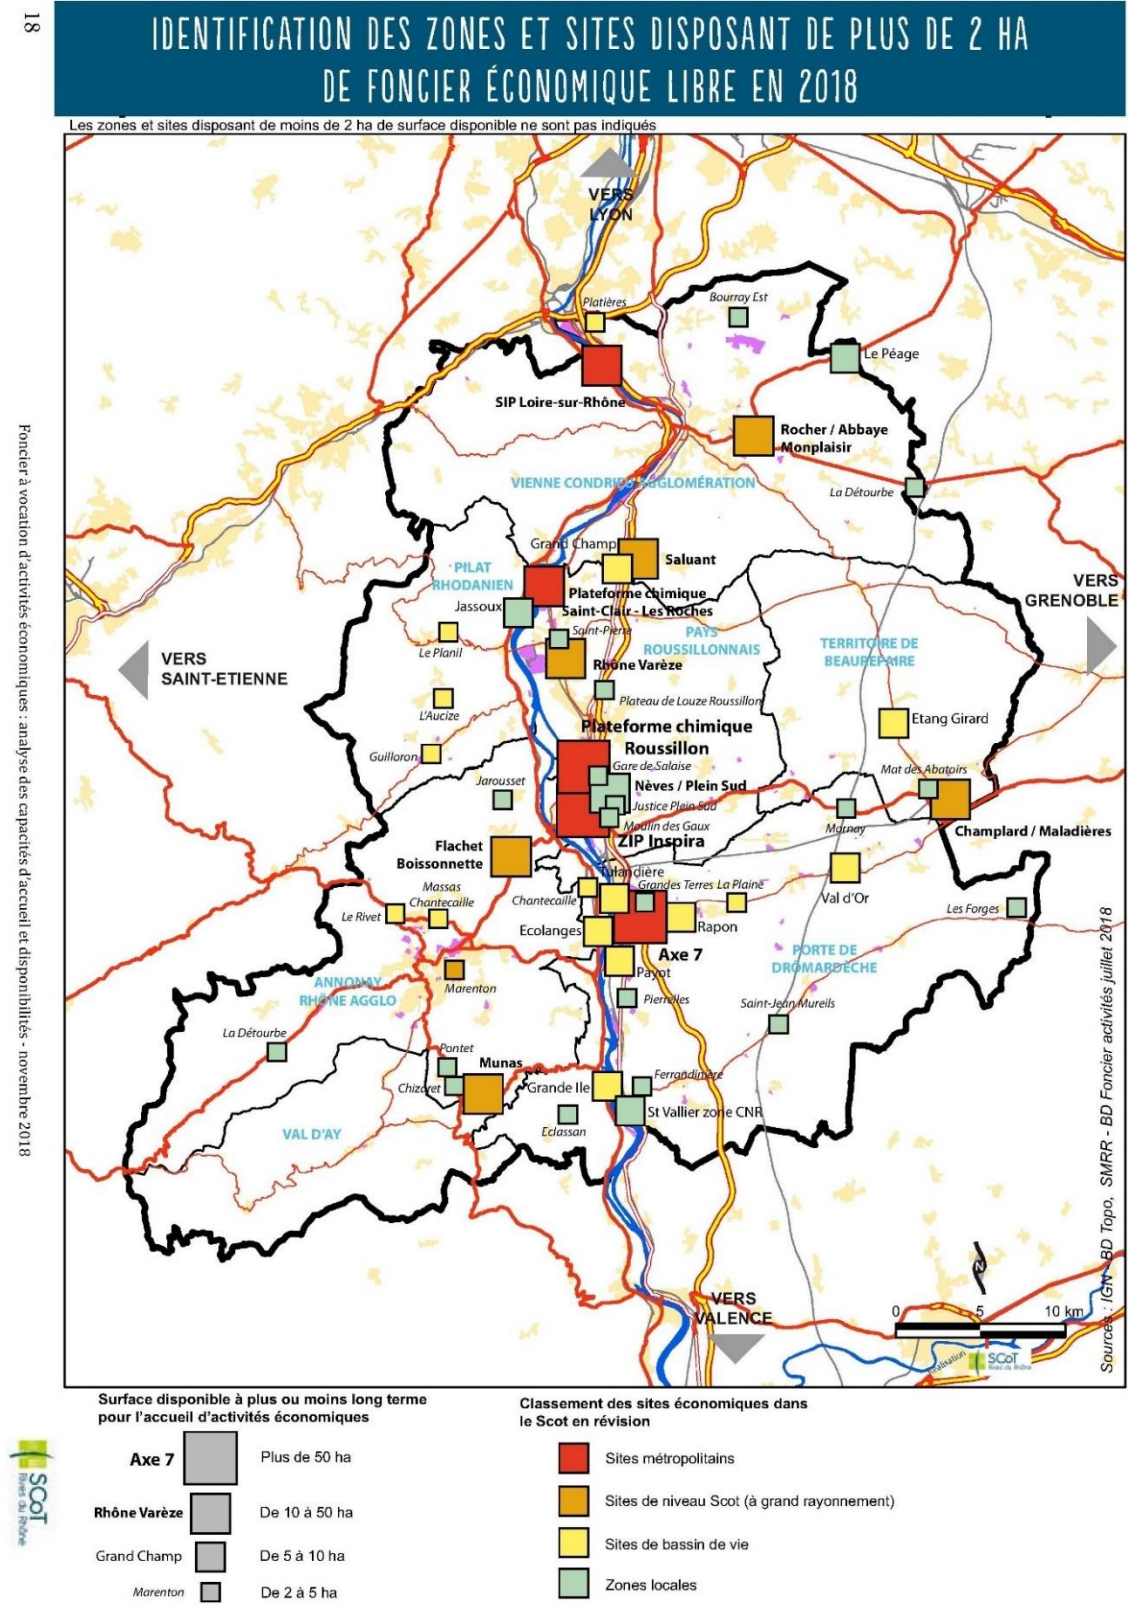 18
IDENTIFICATION DES ZONES ET SITES DISPOSANT DE PLUS DE 2 HA
DE FONCIER ÉCONOMIQUE LIBRE EN 2018
Les zones et sites disposant de moins de 2 ha de surface disponible ne sont pas indiqués
VERS
LYON
Platières
Bourray Est
Le Péage
SIP Loire-sur-Rhône
Rocher / Abbaye
Monplaisir
VIENNE CONDRIEU AGGLOMÉRATION
La Détourbe
Grand Champ
Saluant
PILAT
RHODANIEN
Plateforme chimique
Saint-Clair - Les Roches
Jassoux
VERS
GRENOBLE
Saint-Pierre
PAYS
ROUSSILLONNAIS
TERRITOIRE DE
BEAUREPAIRE
Le Planil
Rhône Varèze
VERS
SAINT-ETIENNE
Plateau de Louze Roussillon
L'Aucize
Etang Girard
Plateforme chimique
Roussillon
Guilloron
Gare de Salaise
Mat des Abatoirs
Jarousset
Nèves / Plein Sud
Justice Plein Sud
Moulin des Gaux
Marnay
Champlard / Maladières
ZIP Inspira
Flachet
Boissonnette
Tulandière
Massas
Chantecaille
Chantecaille
Grandes Terres La Plaine
Val d'Or
Le Rivet
Les Forges
Ecolanges
Rapon
Axe 7
PORTE DE
DRÔMARDÈCHE
Payot
Marenton
ANNONAY
RHÔNE AGGLO
Pierrelles
Saint-Jean Mureils
La Détourbe
Pontet
Munas
Chizaret
Grande Ile
Ferrandinière
St Vallier zone CNR
Eclassan
VAL D'AY
N
VERS
VALENCE
0 5 10 km
Réalisation
SCoT
Rives du Rhône
Sources : IGN - BD Topo, SMRR - BD Foncier activités juillet 2018
Foncier à vocation d'activités économiques : analyse des capacités d'accueil et disponibilités - novembre 2018
Surface disponible à plus ou moins long terme
pour l'accueil d'activités économiques
Axe 7 Plus de 50 ha
Rhône Varèze De 10 à 50 ha
Grand Champ De 5 à 10 ha
Marenton De 2 à 5 ha
Classement des sites économiques dans
le Scot en révision
Sites métropolitains
Sites de niveau Scot (à grand rayonnement)
Sites de bassin de vie
Zones locales
SCoT
Rives du Rhône